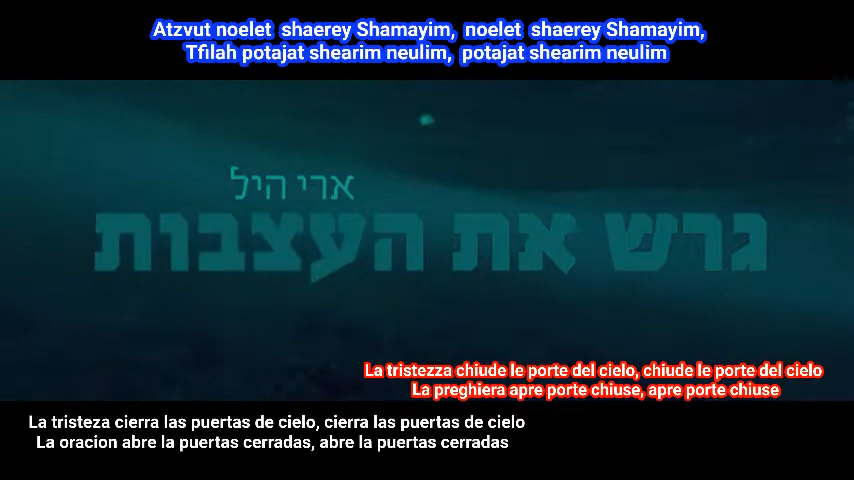 Atzvut noelet shaerey Shamayim, noelet shaerey Shamayim,
Tfilah potajat shearim neulim, potajat shearim neulim
ארי היל
גרש את העצבות
La tristezza chiude le porte del cielo, chiude le porte del cielo
La preghiera apre porte chiuse, apre porte chiuse
La tristeza cierra las puertas de cielo, cierra las puertas de cielo
La oracion abre la puertas cerradas, abre la puertas cerradas